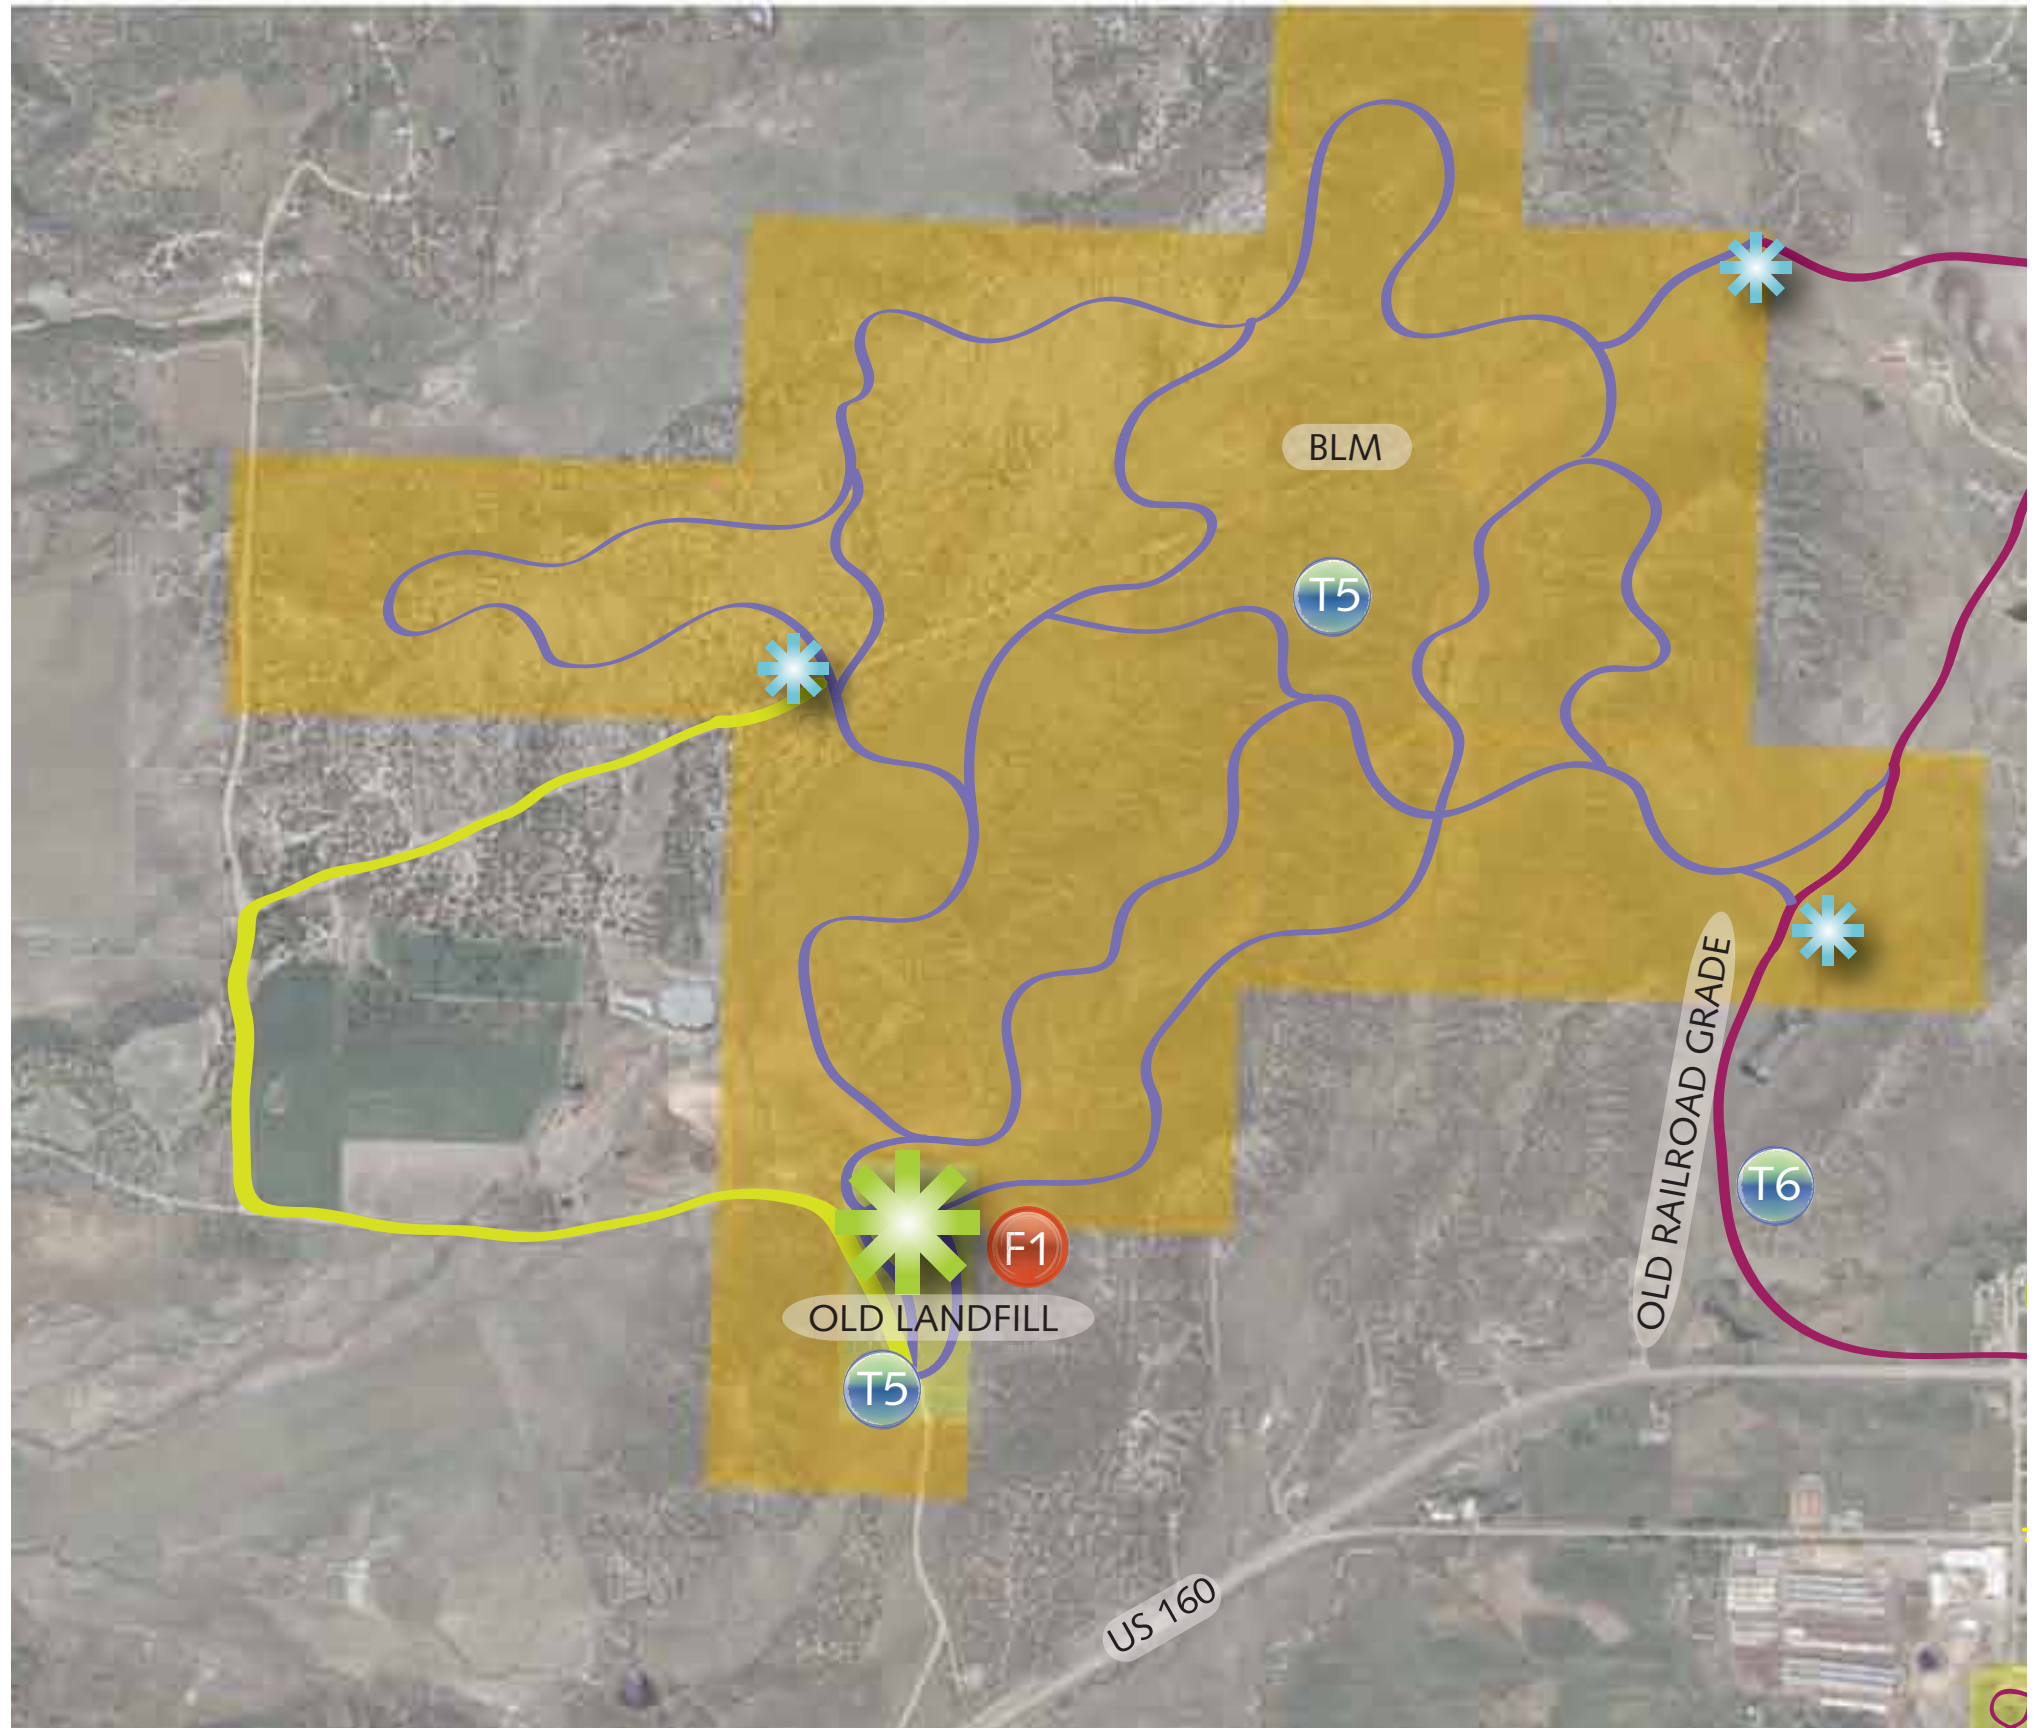 BLM
T5
OLD RAILROAD GRADE
T6
F1
OLD LANDFILL
T5
US 160